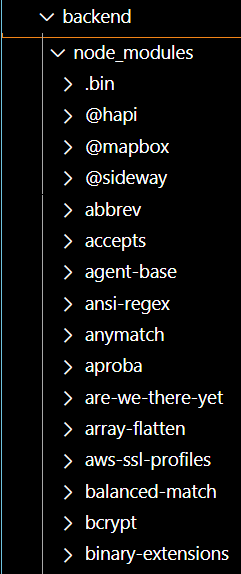 backend
node_modules
.bin
@hapi
@mapbox
@sideway
abbrev
accepts
agent-base
ansi-regex
anymatch
aproba
are-we-there-yet
array-flatten
aws-ssl-profiles
balanced-match
bcrypt
binary-extensions